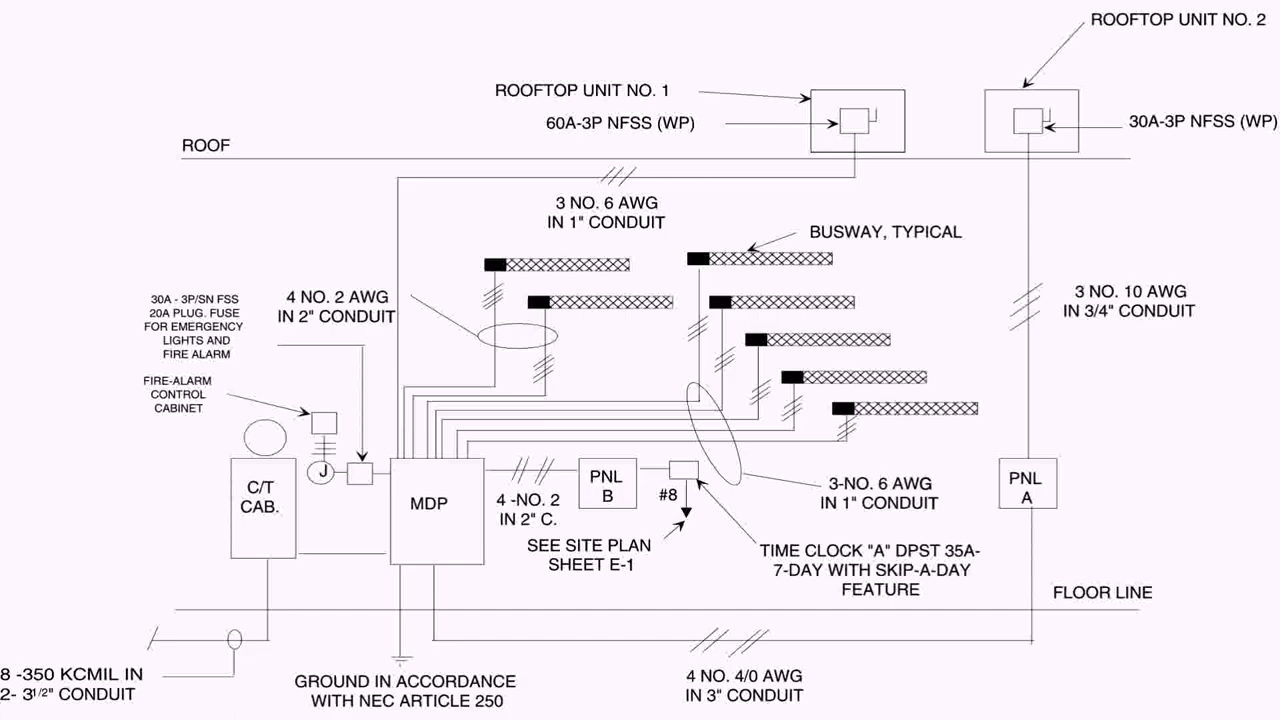 ROOFTOP UNIT NO. 2
ROOFTOP UNIT NO. 1
60A-3P NFSS (WP)
30A-3P NFSS (WP)
ROOF
3 NO. 6 AWG
IN 1" CONDUIT
BUSWAY, TYPICAL
4 NO. 2 AWG
IN 2" CONDUIT
30A - 3P/SN FSS
20A PLUG. FUSE
FOR EMERGENCY
LIGHTS AND
FIRE ALARM
3 NO. 10 AWG
IN 3/4" CONDUIT
FIRE-ALARM
CONTROL
CABINET
J
C/T
CAB.
MDP
4 -NO. 2
IN 2" C.
PNL
B
#8
3-NO. 6 AWG
IN 1" CONDUIT
PNL
A
SEE SITE PLAN
SHEET E-1
TIME CLOCK "A" DPST 35A-
7-DAY WITH SKIP-A-DAY
FEATURE
FLOOR LINE
8 -350 KCMIL IN
2- 3 1/2" CONDUIT
GROUND IN ACCORDANCE
WITH NEC ARTICLE 250
4 NO. 4/0 AWG
IN 3" CONDUIT